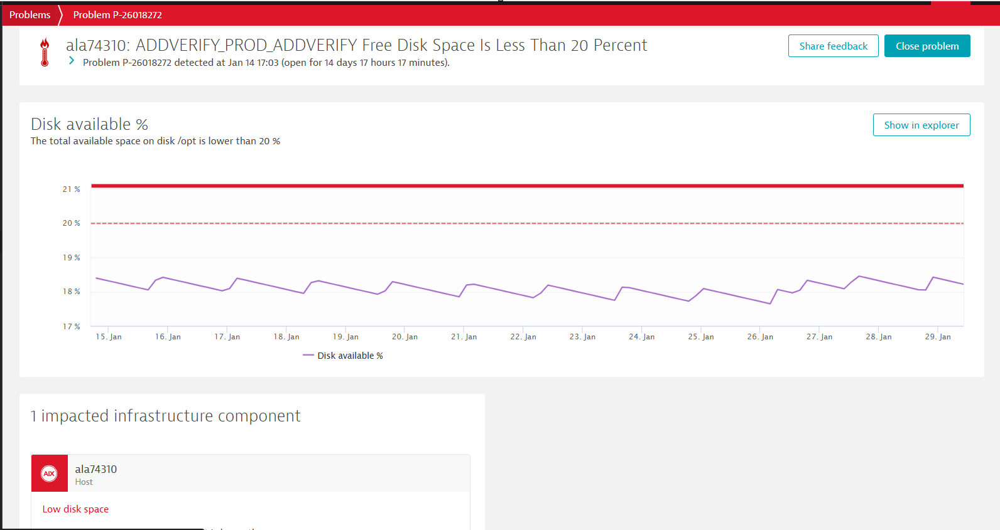 Problems
Problem P-26018272
ala74310: ADDVERIFY_PROD_ADDVERIFY Free Disk Space Is Less Than 20 Percent
Share feedback
Close problem
Problem P-26018272 detected at Jan 14 17:03 (open for 14 days 17 hours 17 minutes).
Disk available %
Show in explorer
The total available space on disk /opt is lower than 20 %
21 %
20 %
19 %
18 %
17 %
15. Jan 16. Jan 17. Jan 18. Jan 19. Jan 20. Jan 21. Jan 22. Jan 23. Jan 24. Jan 25. Jan 26. Jan 27. Jan 28. Jan 29. Jan
Disk available %
1 impacted infrastructure component
AIX
ala74310
Host
Low disk space